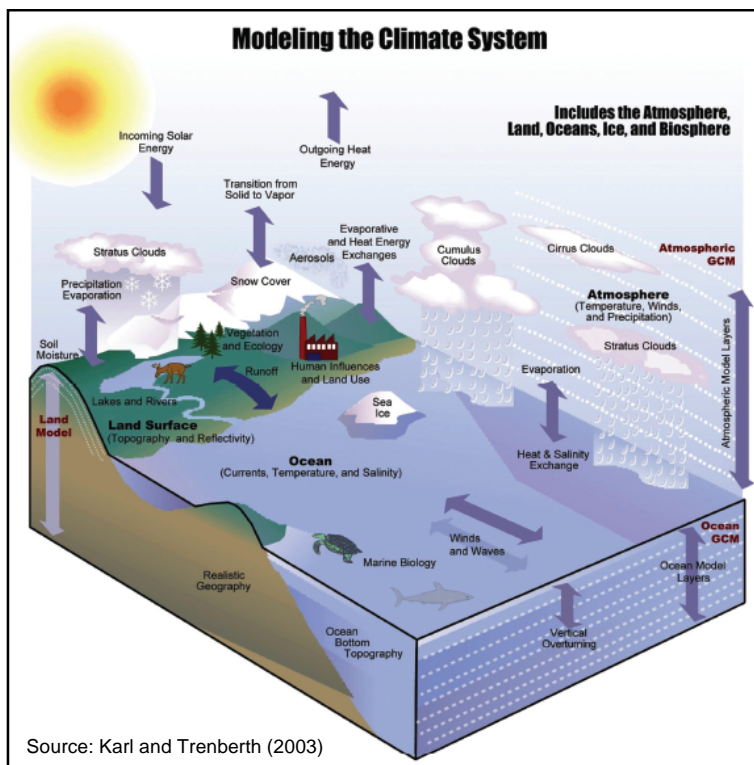 Modeling the Climate System
Includes the Atmosphere,
Land, Oceans, Ice, and Biosphere
Incoming Solar
Energy
Outgoing Heat
Energy
Transition from
Solid to Vapor
Stratus Clouds
Snow Cover
Aerosols
Evaporative
and Heat Energy
Exchanges
Cumulus
Clouds
Cirrus Clouds
Atmospheric
GCM
Precipitation
Evaporation
Atmosphere
(Temperature, Winds,
and Precipitation)
Stratus Clouds
Atmospheric Model Layers
Soil
Moisture
Vegetation
and Ecology
Human Influences
and Land Use
Runoff
Lakes and Rivers
Land
Model
Land Surface
(Topography and Reflectivity)
Sea
Ice
Evaporation
Heat & Salinity
Exchange
Ocean
(Currents, Temperature, and Salinity)
Winds
and Waves
Ocean
GCM
Ocean Model
Layers
Marine Biology
Realistic
Geography
Ocean
Bottom
Topography
Vertical
Overturning
Source: Karl and Trenberth (2003)